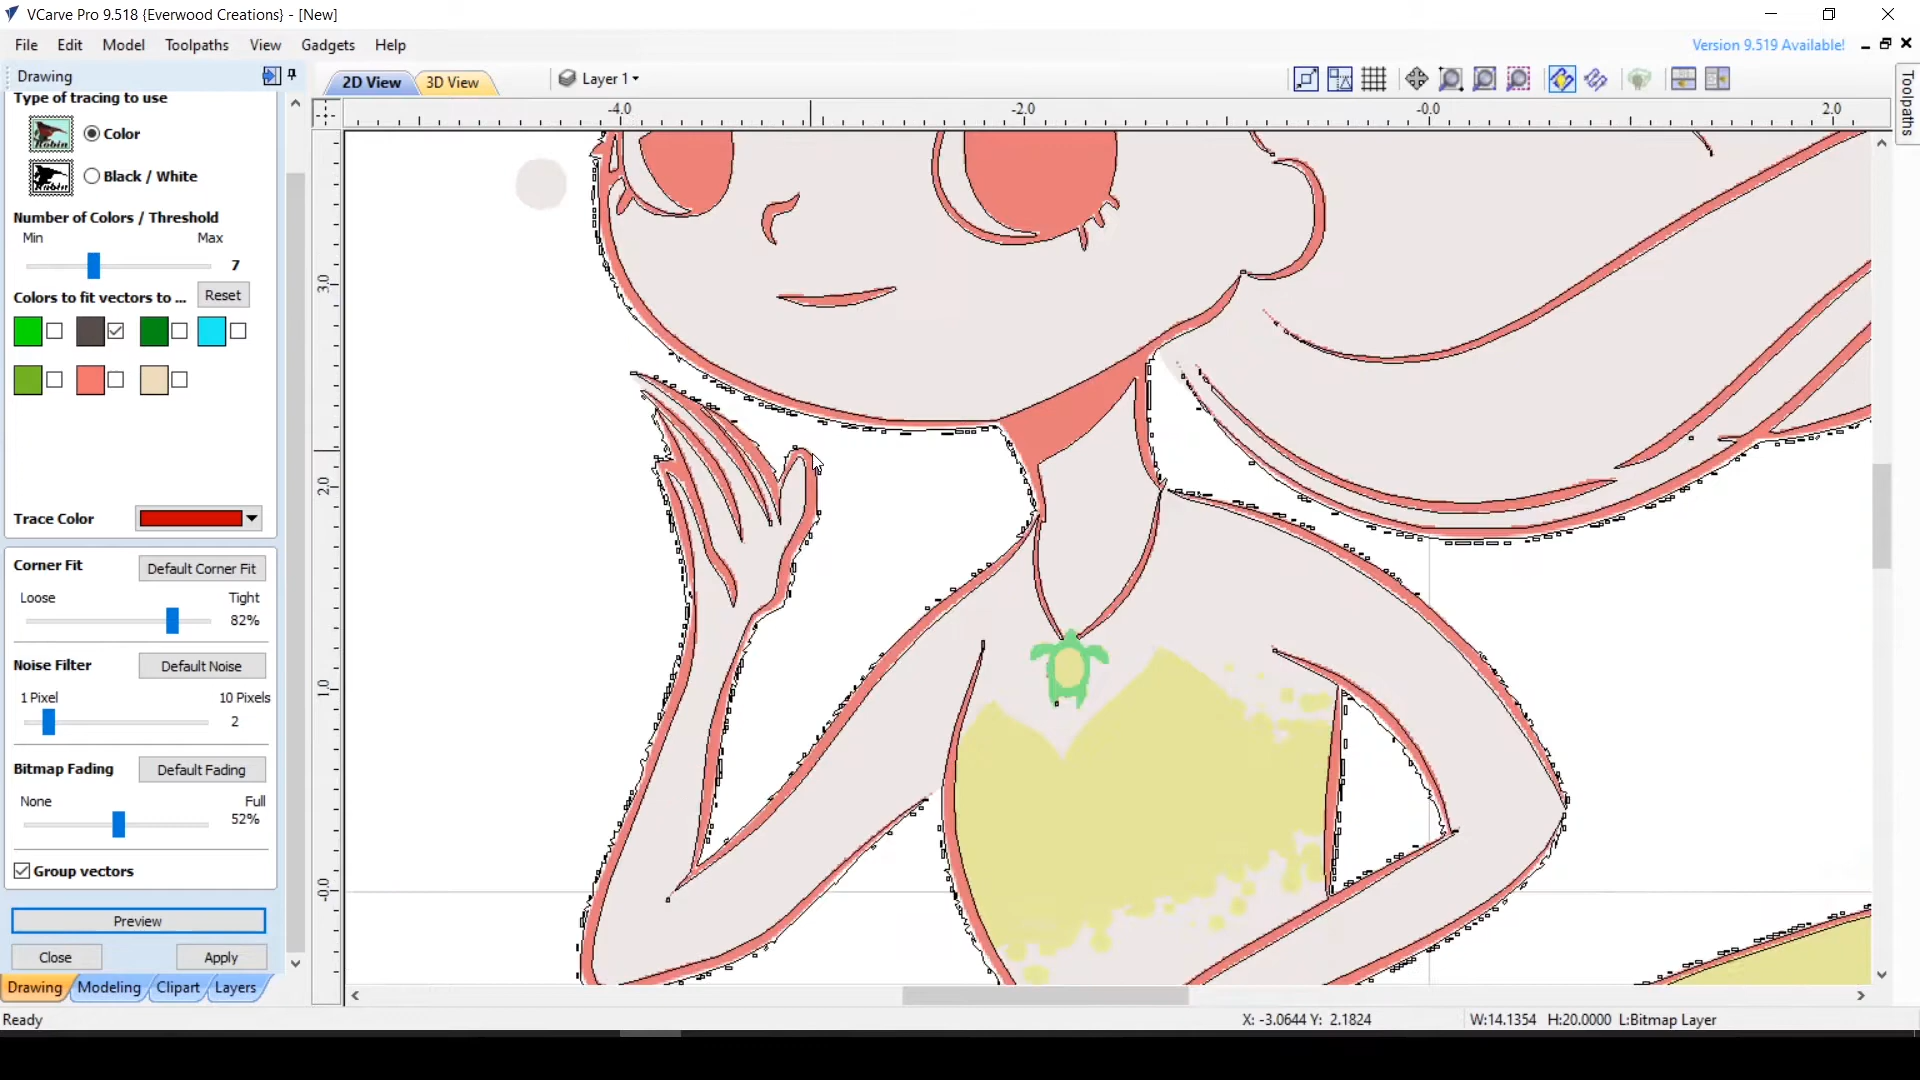 VCarve Pro 9.518 {Everwood Creations} - [New]
File Edit Model Toolpaths View Gadgets Help
Version 9.519 Available!
Drawing
2D View 3D View Layer 1
Toolpaths
-4.0 -2.0 -0.0 2.0
3.0
2.0
1.0
-0.0
Type of tracing to use
Robin
Color
Robin
Black / White
Number of Colors / Threshold
Min Max
7
Colors to fit vectors to ... Reset
Trace Color
Corner Fit Default Corner Fit
Loose Tight
82%
Noise Filter Default Noise
1 Pixel 10 Pixels
2
Bitmap Fading Default Fading
None Full
52%
Group vectors
Preview
Close Apply
Drawing Modeling Clipart Layers
Ready X: -3.0644 Y: 2.1824 W:14.1354 H:20.0000 L:Bitmap Layer